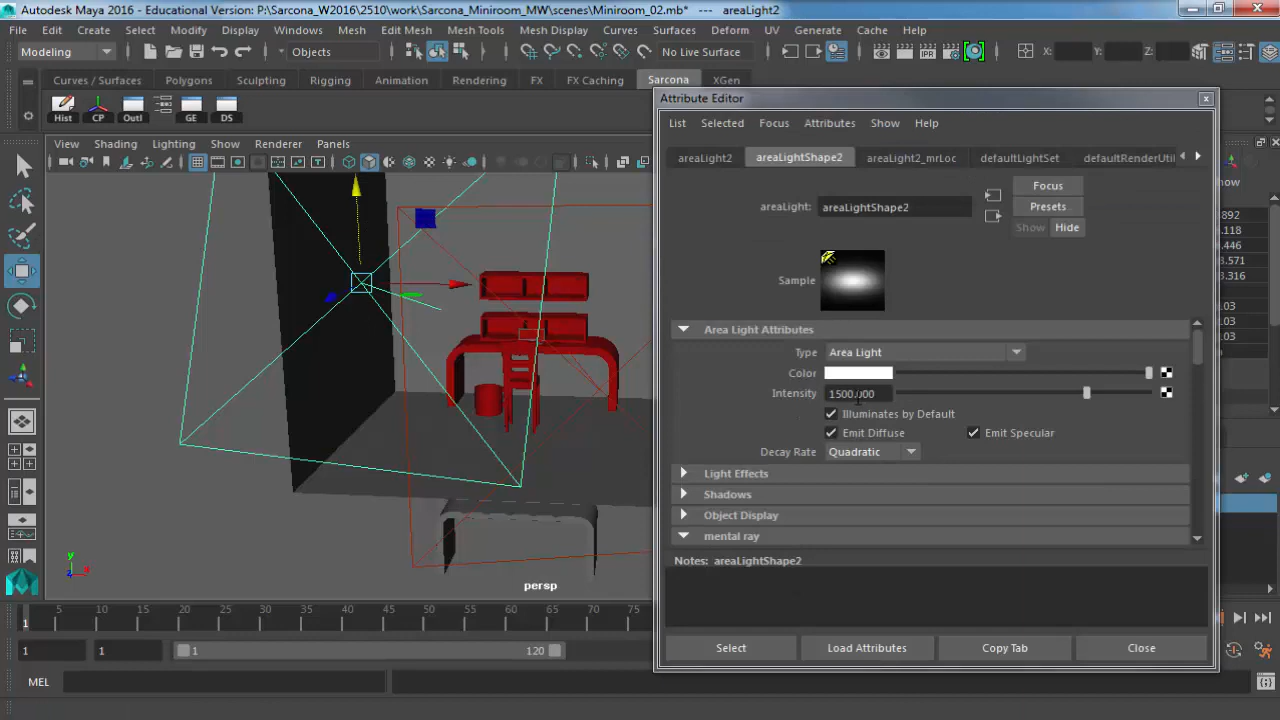 Autodesk Maya 2016 - Educational Version: P:\Sarcona_W2016\2510\work\Sarcona_Miniroom_MW\scenes\Miniroom_02.mb* --- areaLight2
File Edit Create Select Modify Display Windows Mesh Edit Mesh Mesh Tools Mesh Display Curves Surfaces Deform UV Generate Cache Help
Modeling Objects No Live Surface X: Y: Z:
Curves / Surfaces Polygons Sculpting Rigging Animation Rendering FX FX Caching Sarcona XGen
Hist CP Outl GE DS
Attribute Editor
List Selected Focus Attributes Show Help
View Shading Lighting Show Renderer Panels
areaLight2 areaLightShape2 areaLight2_mrLoc defaultLightSet defaultRenderUtil
Focus
areaLight: areaLightShape2 Presets
Show Hide
Sample
Area Light Attributes
Type Area Light
Color
Intensity 1500.000
Illuminates by Default
Emit Diffuse Emit Specular
Decay Rate Quadratic
Light Effects
Shadows
Object Display
mental ray
Notes: areaLightShape2
y
persp
5 10 15 20 25 30 35 40 45 50 55 60 65 70 75
1
1 1 1 120
Select Load Attributes Copy Tab Close
MEL